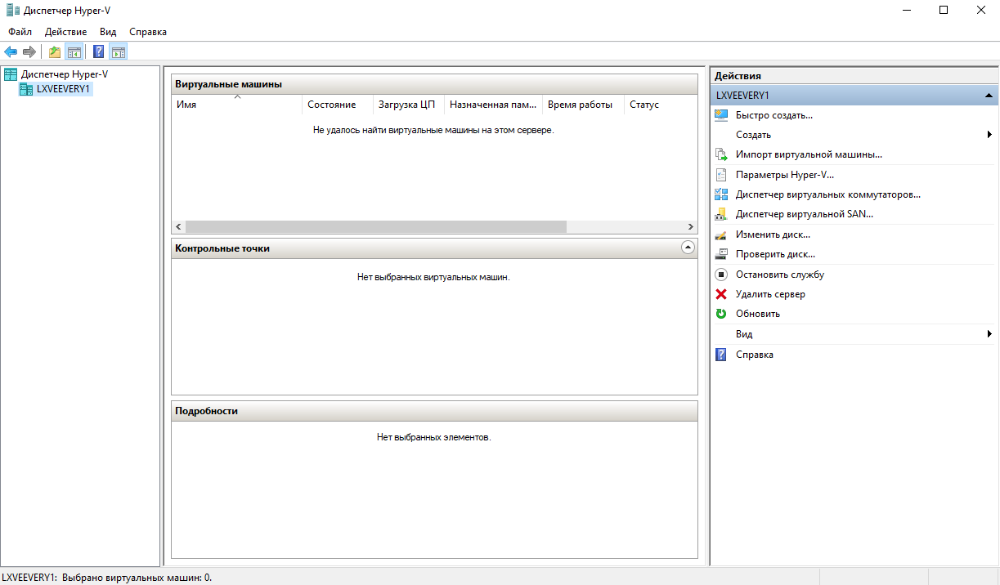 Диспетчер Hyper-V
Файл Действие Вид Справка
Диспетчер Hyper-V
LXVEEVERY1
Виртуальные машины
Имя Состояние Загрузка ЦП Назначенная пам... Время работы Статус
Не удалось найти виртуальные машины на этом сервере.
Контрольные точки
Нет выбранных виртуальных машин.
Подробности
Нет выбранных элементов.
Действия
LXVEEVERY1
Быстро создать...
Создать
Импорт виртуальной машины...
Параметры Hyper-V...
Диспетчер виртуальных коммутаторов...
Диспетчер виртуальной SAN...
Изменить диск...
Проверить диск...
Остановить службу
Удалить сервер
Обновить
Вид
Справка
LXVEEVERY1: Выбрано виртуальных машин: 0.